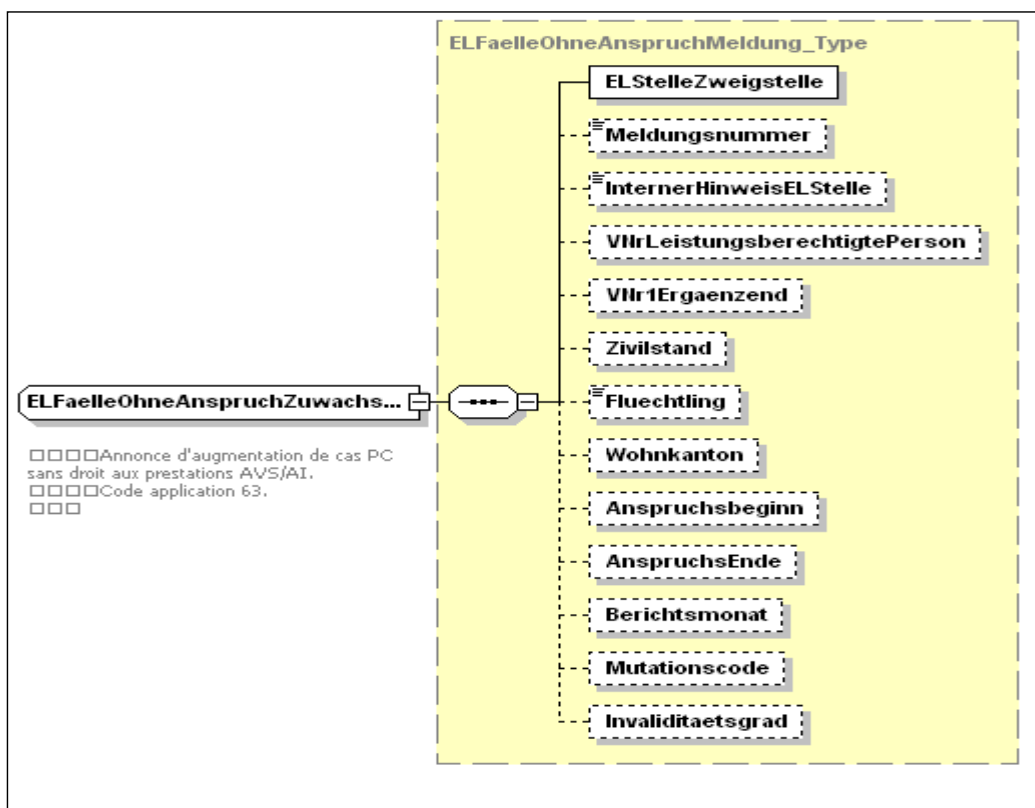 ELFaelleOhneAnspruchMeldung_Type
ELStelleZweigstelle
Meldungsnummer
InternerHinweisELStelle
VNrLeistungsberechtigtePerson
VNr1Ergaenzend
Zivilstand
ELFaelleOhneAnspruchZuwachs...
Fluechtling
Wohnkanton
Anspruchsbeginn
AnspruchsEnde
Berichtsmonat
Mutationscode
Invaliditaetsgrad
□□□□Annonce d'augmentation de cas PC
sans droit aux prestations AVS/AI.
□□□□Code application 63.
□□□